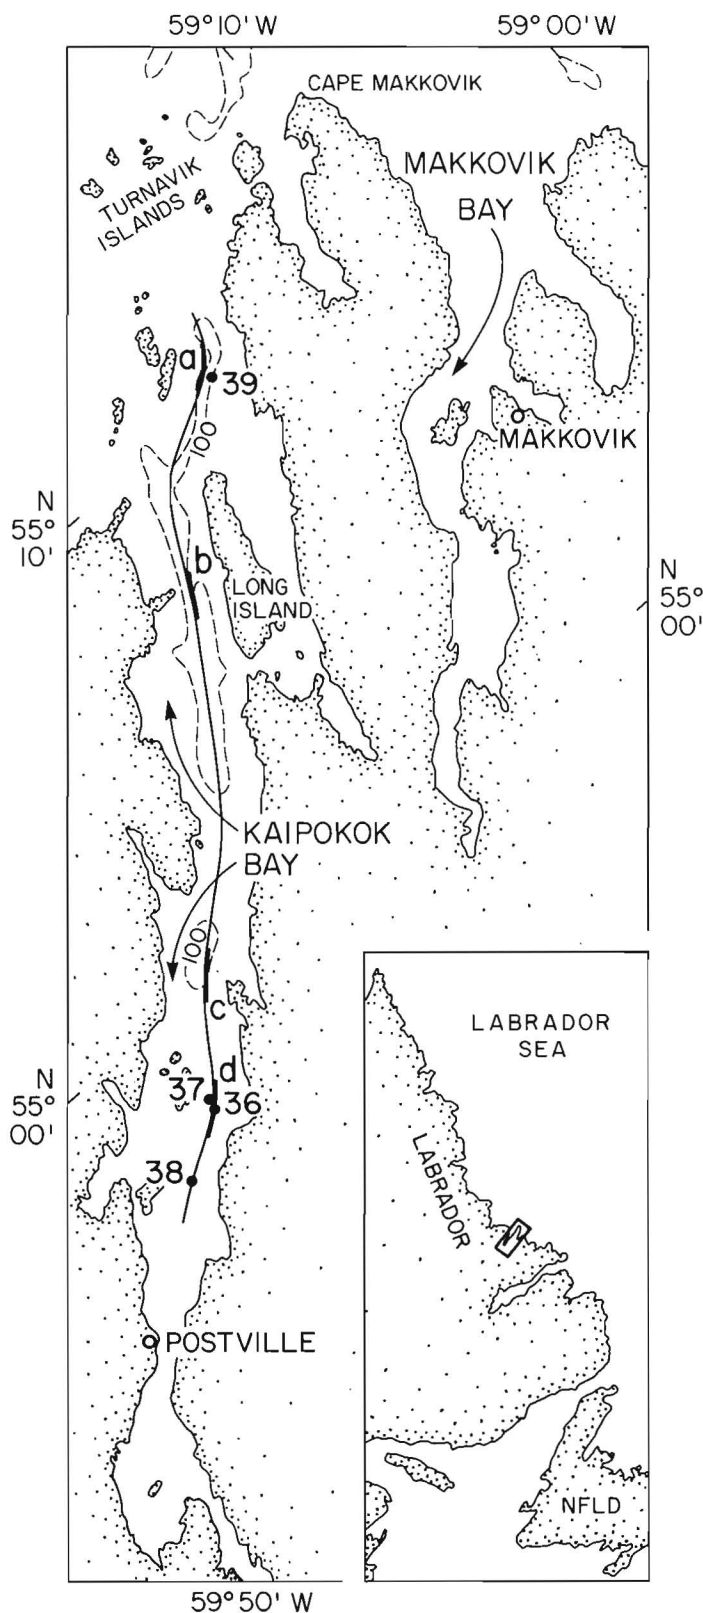 59°10' W
59°00' W
CAPE MAKKOVIK
MAKKOVIK
BAY
TURNAVIK
ISLANDS
a
39
MAKKOVIK
100
N
55°
10'
b
LONG
ISLAND
N
55°
00'
KAIPOKOK
BAY
100
c
LABRADOR
SEA
d
37
36
N
55°
00'
38
LABRADOR
POSTVILLE
NFLD
59°50' W